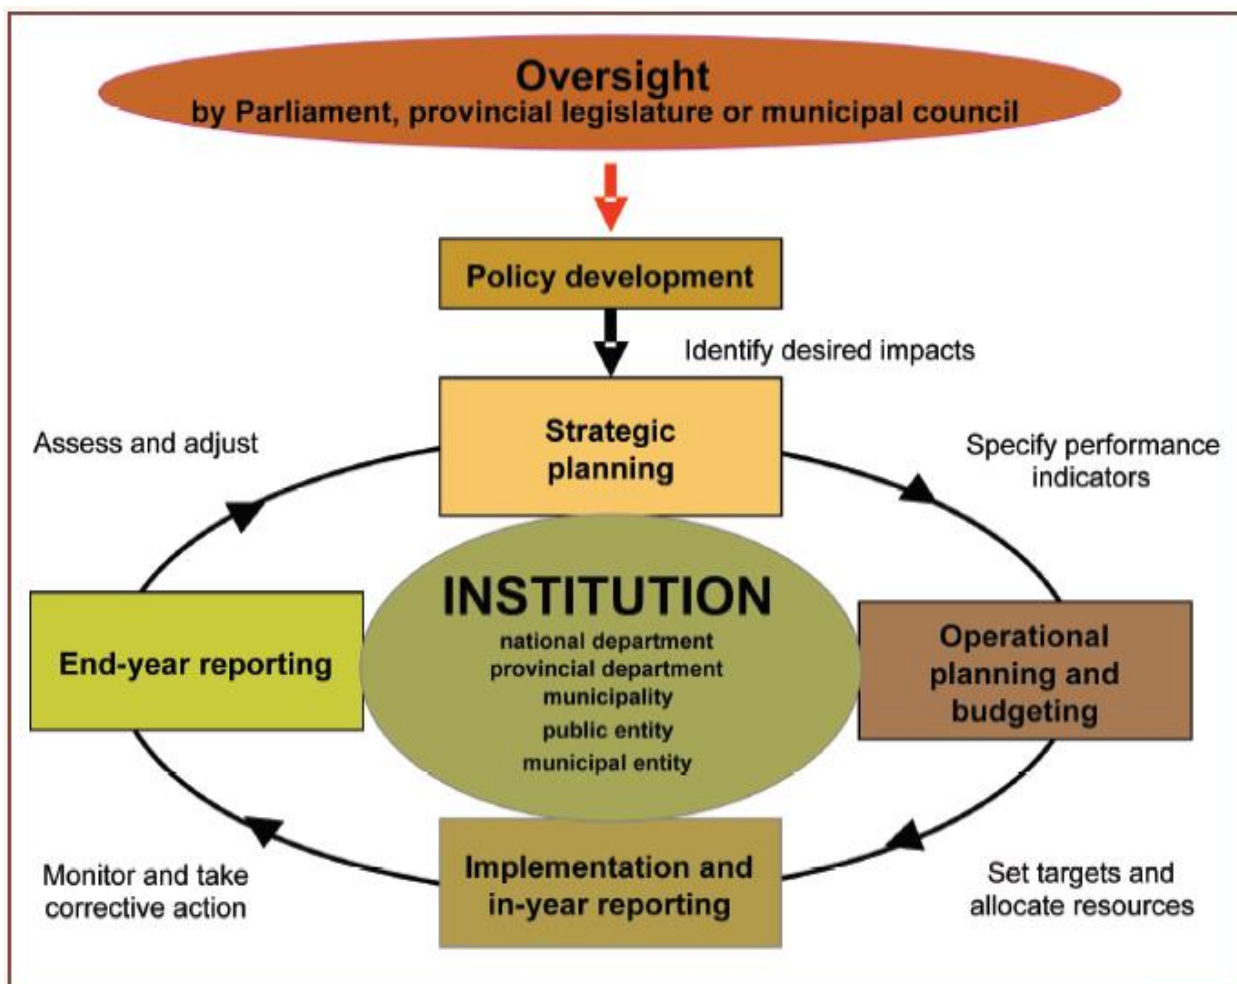 Oversight
by Parliament, provincial legislature or municipal council
Policy development
Identify desired impacts
Strategic
planning
Assess and adjust
Specify performance
indicators
INSTITUTION
national department
provincial department
municipality
public entity
municipal entity
End-year reporting
Operational
planning and
budgeting
Implementation and
in-year reporting
Monitor and take
corrective action
Set targets and
allocate resources